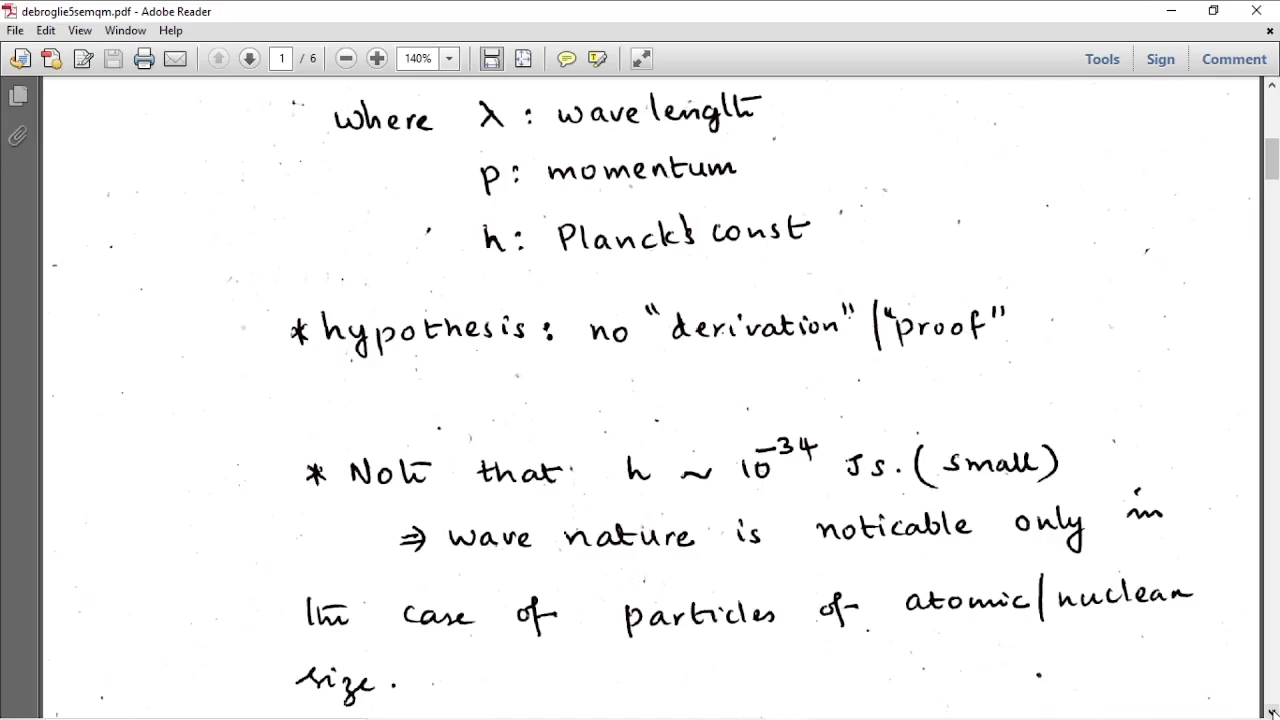 debroglie5semqm.pdf - Adobe Reader
File Edit View Window Help
1 / 6 140% Tools Sign Comment
where λ : wavelength
p : momentum
h : Planck's const
* hypothesis : no "derivation" / "proof"
* Note that h ~ 10⁻³⁴ Js. (small)
⇒ wave nature is noticable only in
the case of particles of atomic/nuclear
size.